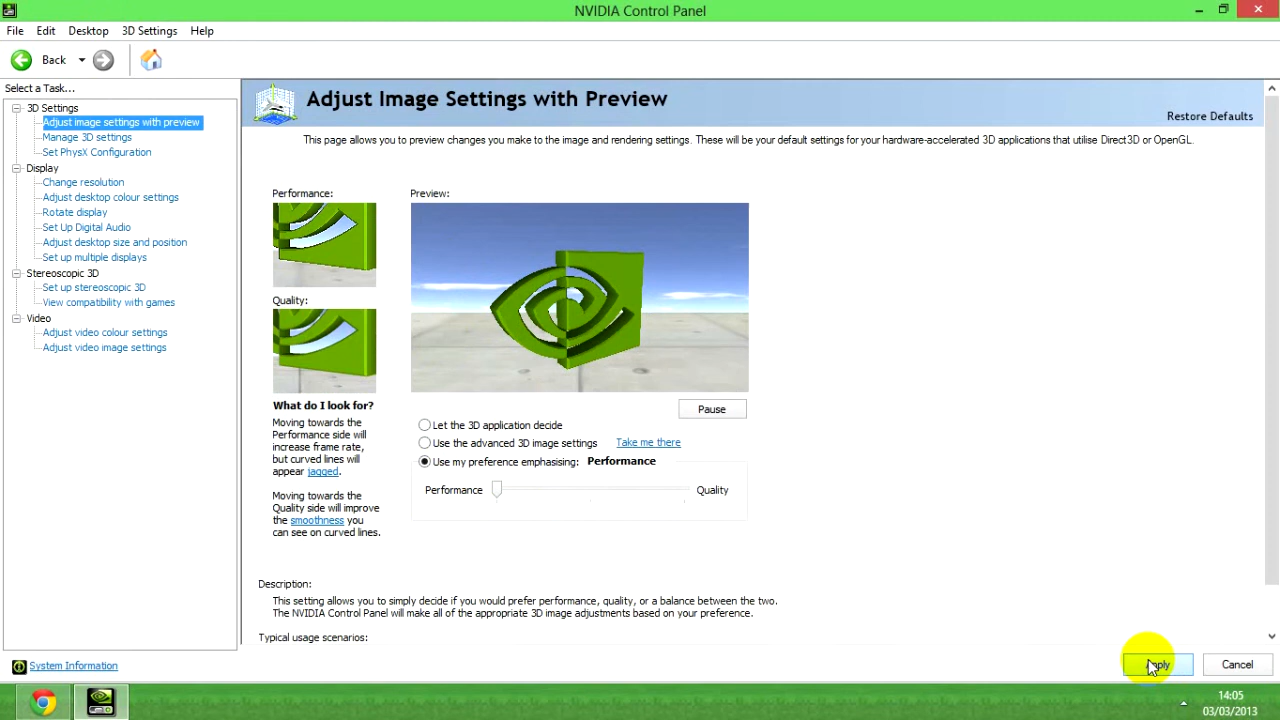 NVIDIA Control Panel
File Edit Desktop 3D Settings Help
Back
Select a Task...
3D Settings
Adjust image settings with preview
Manage 3D settings
Set PhysX Configuration
Display
Change resolution
Adjust desktop colour settings
Rotate display
Set Up Digital Audio
Adjust desktop size and position
Set up multiple displays
Stereoscopic 3D
Set up stereoscopic 3D
View compatibility with games
Video
Adjust video colour settings
Adjust video image settings
System Information
Adjust Image Settings with Preview
Restore Defaults
This page allows you to preview changes you make to the image and rendering settings. These will be your default settings for your hardware-accelerated 3D applications that utilise Direct3D or OpenGL.
Performance:
Quality:
What do I look for?
Moving towards the
Performance side will
increase frame rate,
but curved lines will
appear jagged.
Moving towards the
Quality side will improve
the smoothness you
can see on curved lines.
Preview:
Pause
Let the 3D application decide
Use the advanced 3D image settings Take me there
Use my preference emphasising: Performance
Performance Quality
Description:
This setting allows you to simply decide if you would prefer performance, quality, or a balance between the two.
The NVIDIA Control Panel will make all of the appropriate 3D image adjustments based on your preference.
Typical usage scenarios:
Apply Cancel
14:05
03/03/2013